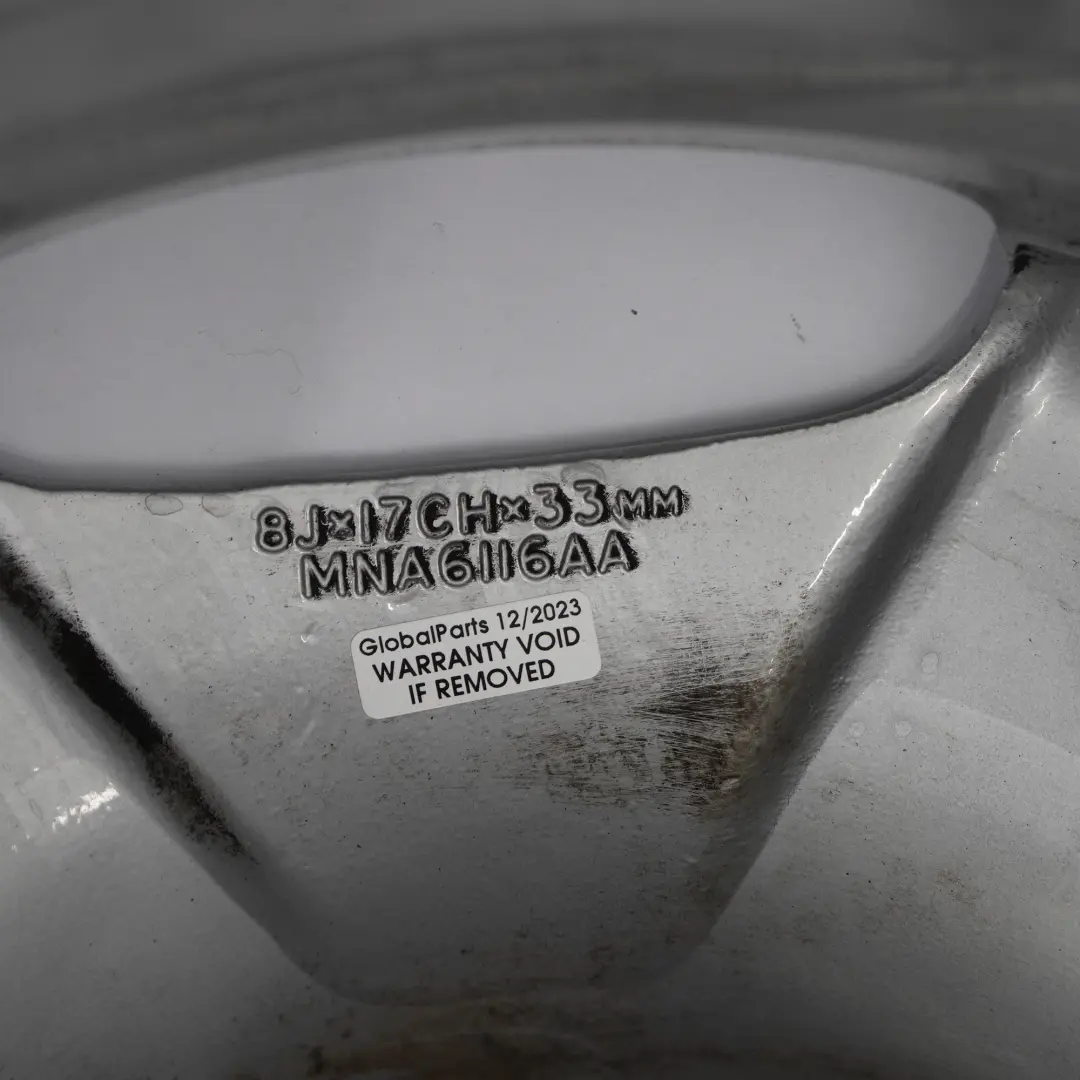 8J×17CH×33MM
MNA6116AA
GlobalParts 12/2023
WARRANTY VOID
IF REMOVED